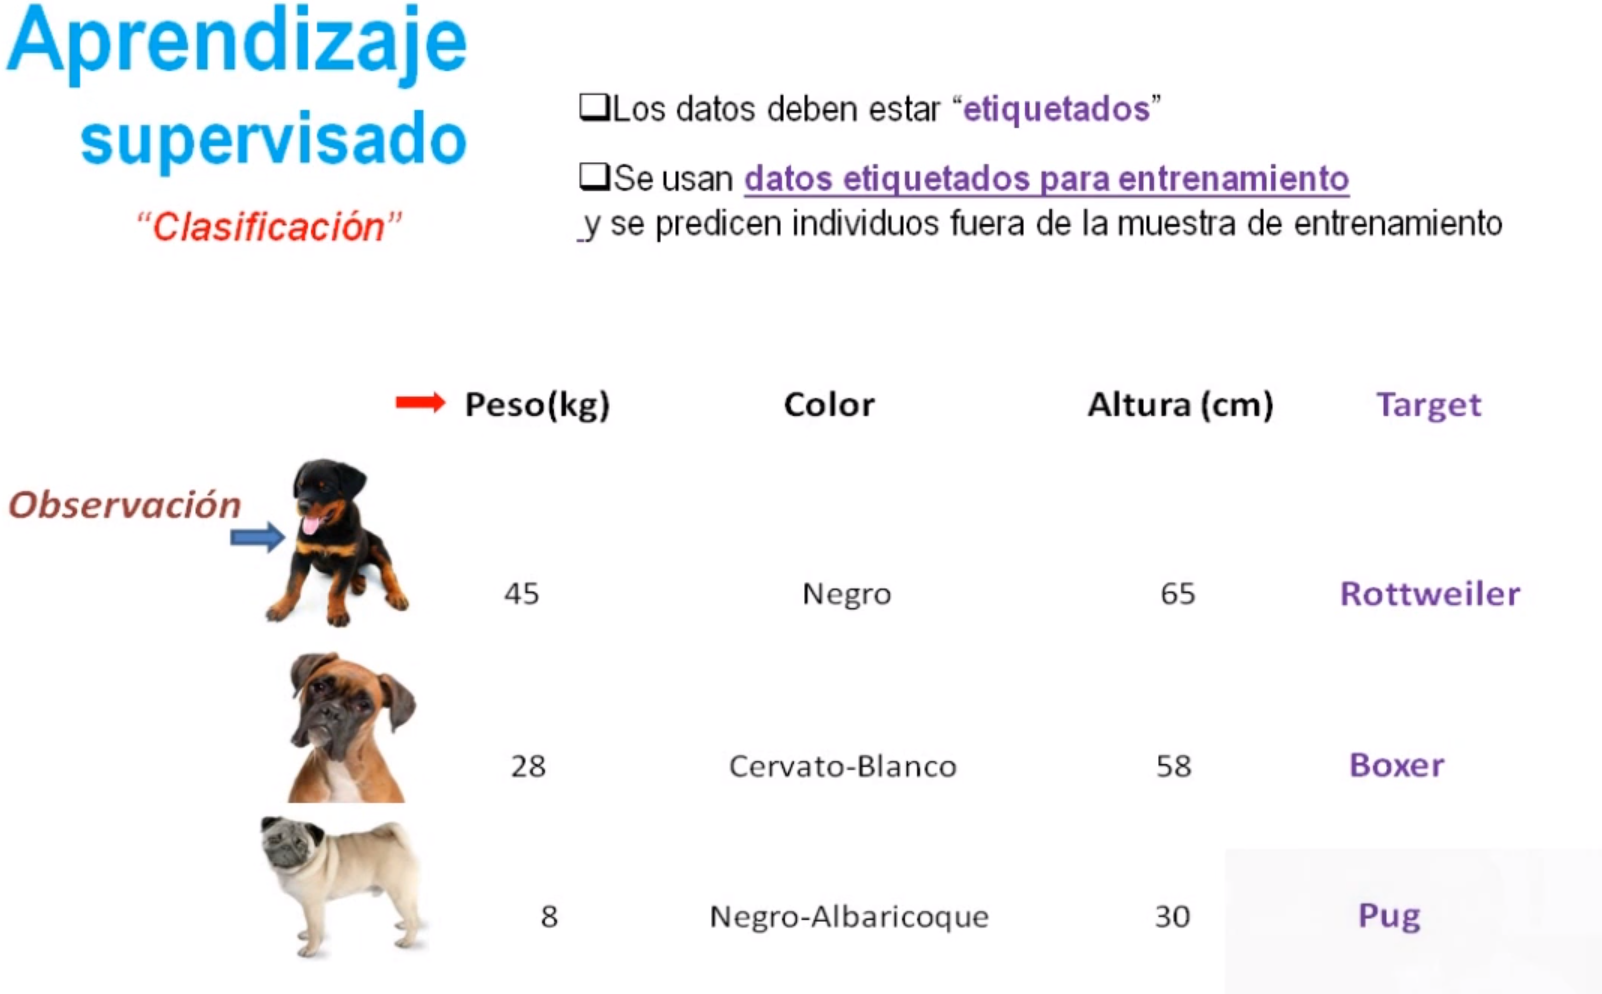 Aprendizaje
supervisado
“Clasificación”
❑Los datos deben estar “etiquetados”
❑Se usan datos etiquetados para entrenamiento
y se predicen individuos fuera de la muestra de entrenamiento
Peso(kg) Color Altura (cm) Target
Observación
45 Negro 65 Rottweiler
28 Cervato-Blanco 58 Boxer
8 Negro-Albaricoque 30 Pug